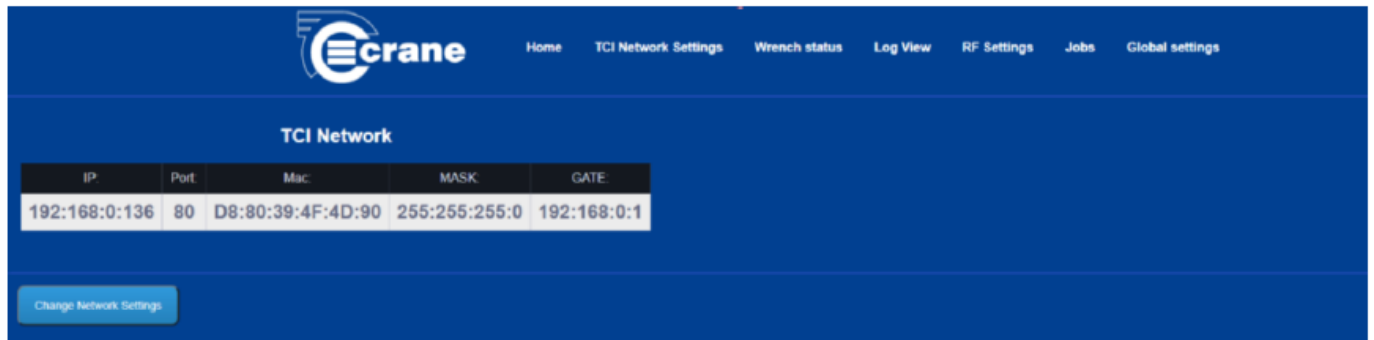 crane
Home TCI Network Settings Wrench status Log View RF Settings Jobs Global settings
TCI Network
IP: Port: Mac: MASK: GATE:
192:168:0:136 80 D8:80:39:4F:4D:90 255:255:255:0 192:168:0:1
Change Network Settings